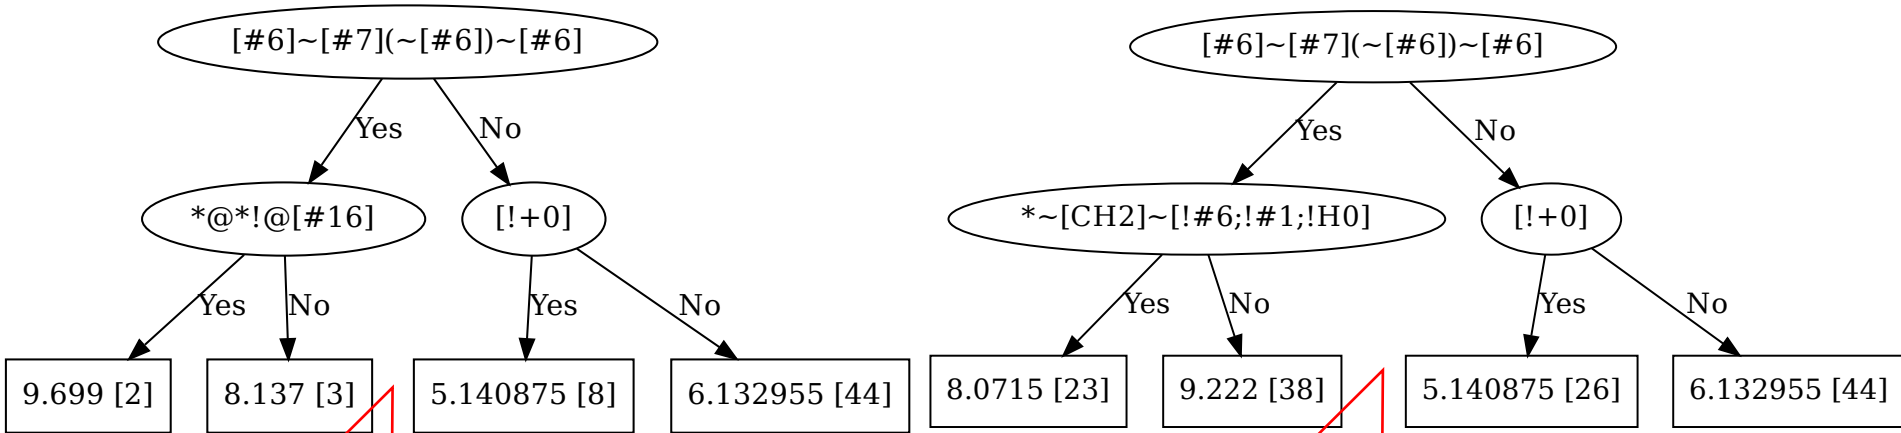 [#6]~[#7](~[#6])~[#6]
Yes
No
*@*!@[#16]
[!+0]
Yes
No
Yes
No
9.699 [2]
8.137 [3]
5.140875 [8]
6.132955 [44]
[#6]~[#7](~[#6])~[#6]
Yes
No
*~[CH2]~[!#6;!#1;!H0]
[!+0]
Yes
No
Yes
No
8.0715 [23]
9.222 [38]
5.140875 [26]
6.132955 [44]